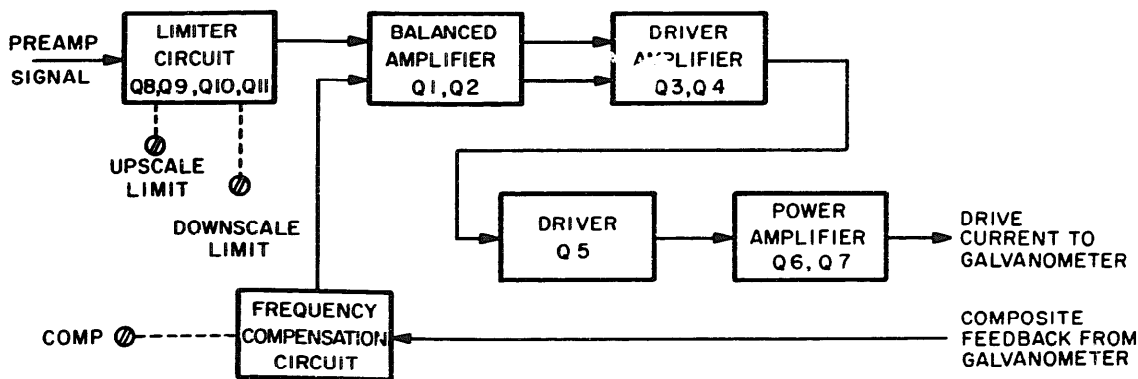 PREAMP
SIGNAL
LIMITER
CIRCUIT
Q8,Q9,Q10,Q11
UPSCALE
LIMIT
DOWNSCALE
LIMIT
BALANCED
AMPLIFIER
Q1,Q2
DRIVER
AMPLIFIER
Q3,Q4
DRIVER
Q5
POWER
AMPLIFIER
Q6,Q7
DRIVE
CURRENT TO
GALVANOMETER
COMP
FREQUENCY
COMPENSATION
CIRCUIT
COMPOSITE
FEEDBACK FROM
GALVANOMETER